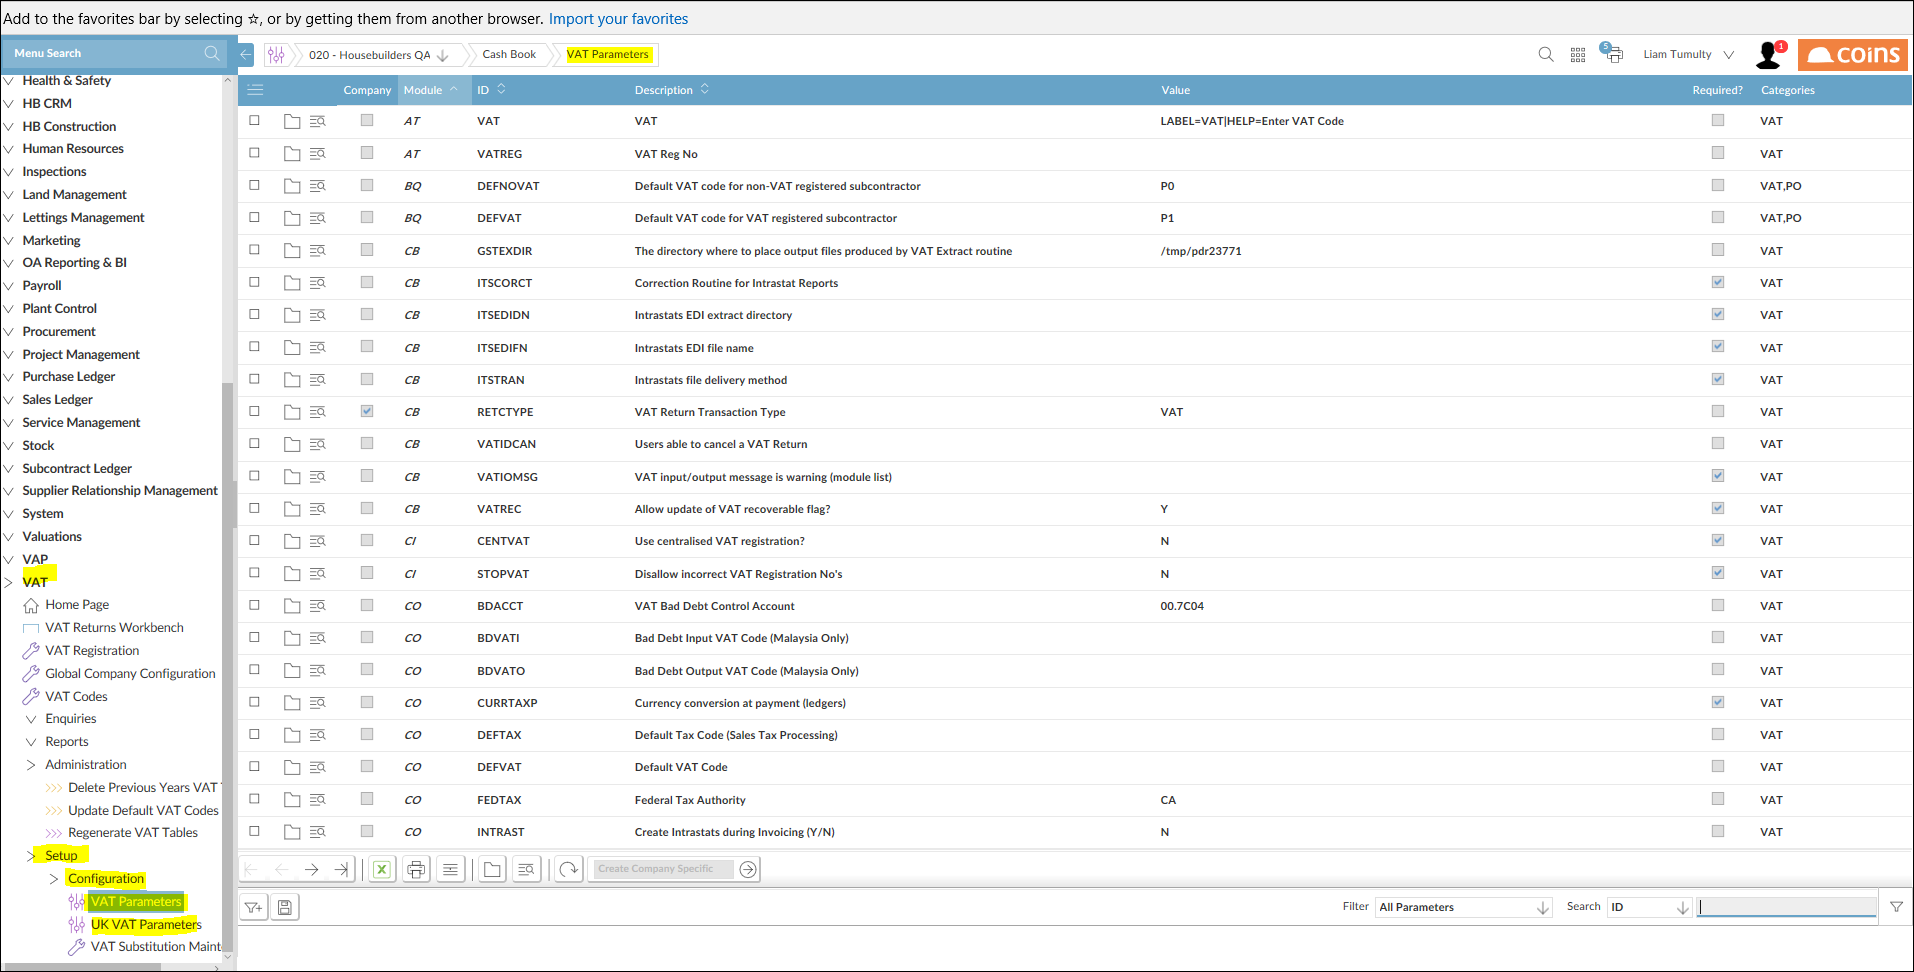 Add to the favorites bar by selecting ☆, or by getting them from another browser. Import your favorites
Menu Search
020 - Housebuilders QA Cash Book VAT Parameters
5 Liam Tumulty 1 coins
Health & Safety
HB CRM
HB Construction
Human Resources
Inspections
Land Management
Lettings Management
Marketing
OA Reporting & BI
Payroll
Plant Control
Procurement
Project Management
Purchase Ledger
Sales Ledger
Service Management
Stock
Subcontract Ledger
Supplier Relationship Management
System
Valuations
VAP
VAT
Home Page
VAT Returns Workbench
VAT Registration
Global Company Configuration
VAT Codes
Enquiries
Reports
Administration
Delete Previous Years VAT
Update Default VAT Codes
Regenerate VAT Tables
Setup
Configuration
VAT Parameters
UK VAT Parameters
VAT Substitution Maint
Company Module ID Description Value Required? Categories
AT VAT VAT LABEL=VAT|HELP=Enter VAT Code VAT
AT VATREG VAT Reg No VAT
BQ DEFNOVAT Default VAT code for non-VAT registered subcontractor P0 VAT,PO
BQ DEFVAT Default VAT code for VAT registered subcontractor P1 VAT,PO
CB GSTEXDIR The directory where to place output files produced by VAT Extract routine /tmp/pdr23771 VAT
CB ITSCORCT Correction Routine for Intrastat Reports VAT
CB ITSEDIDN Intrastats EDI extract directory VAT
CB ITSEDIFN Intrastats EDI file name VAT
CB ITSTRAN Intrastats file delivery method VAT
CB RETCTYPE VAT Return Transaction Type VAT VAT
CB VATIDCAN Users able to cancel a VAT Return VAT
CB VATIOMSG VAT input/output message is warning (module list) VAT
CB VATREC Allow update of VAT recoverable flag? Y VAT
CI CENTVAT Use centralised VAT registration? N VAT
CI STOPVAT Disallow incorrect VAT Registration No's N VAT
CO BDACCT VAT Bad Debt Control Account 00.7C04 VAT
CO BDVATI Bad Debt Input VAT Code (Malaysia Only) VAT
CO BDVATO Bad Debt Output VAT Code (Malaysia Only) VAT
CO CURRTAXP Currency conversion at payment (ledgers) VAT
CO DEFTAX Default Tax Code (Sales Tax Processing) VAT
CO DEFVAT Default VAT Code VAT
CO FEDTAX Federal Tax Authority CA VAT
CO INTRAST Create Intrastats during Invoicing (Y/N) N VAT
Create Company Specific
Filter All Parameters Search ID